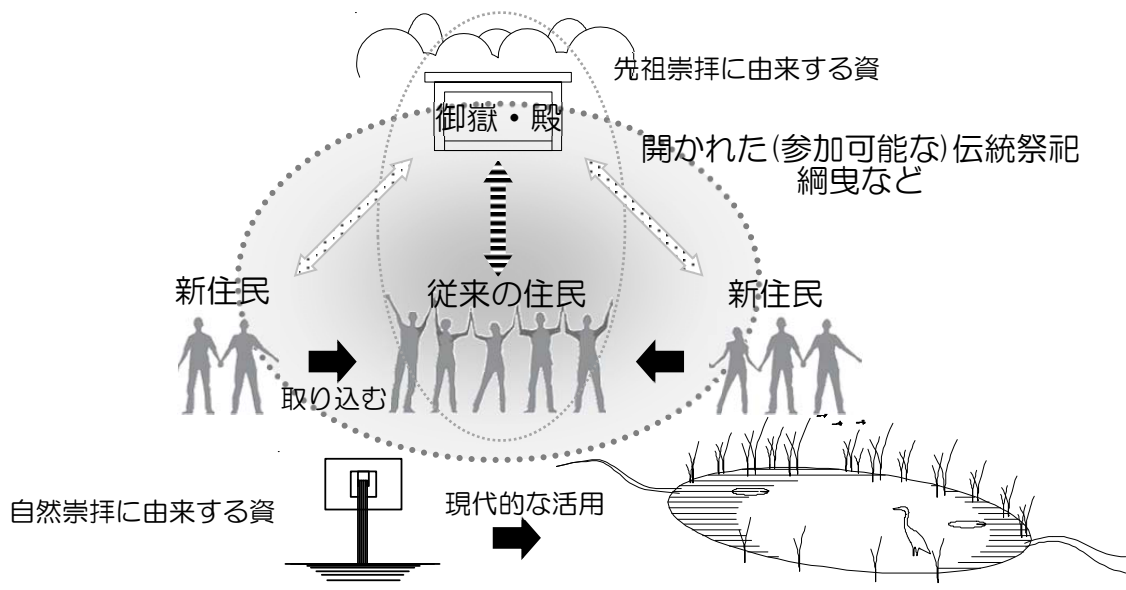 先祖崇拝に由来する資
御嶽・殿
開かれた(参加可能な)伝統祭祀
綱曳など
新住民
従来の住民
新住民
取り込む
自然崇拝に由来する資
現代的な活用